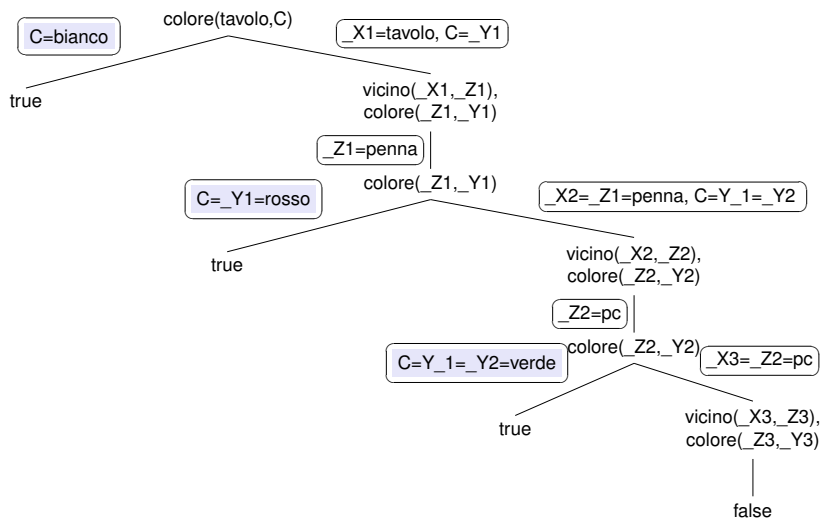 colore(tavolo,C)
C=bianco
_X1=tavolo, C=_Y1
true
vicino(_X1,_Z1),
colore(_Z1,_Y1)
_Z1=penna
colore(_Z1,_Y1)
C=_Y1=rosso
_X2=_Z1=penna, C=Y_1=_Y2
true
vicino(_X2,_Z2),
colore(_Z2,_Y2)
_Z2=pc
colore(_Z2,_Y2)
C=Y_1=_Y2=verde
_X3=_Z2=pc
true
vicino(_X3,_Z3),
colore(_Z3,_Y3)
false